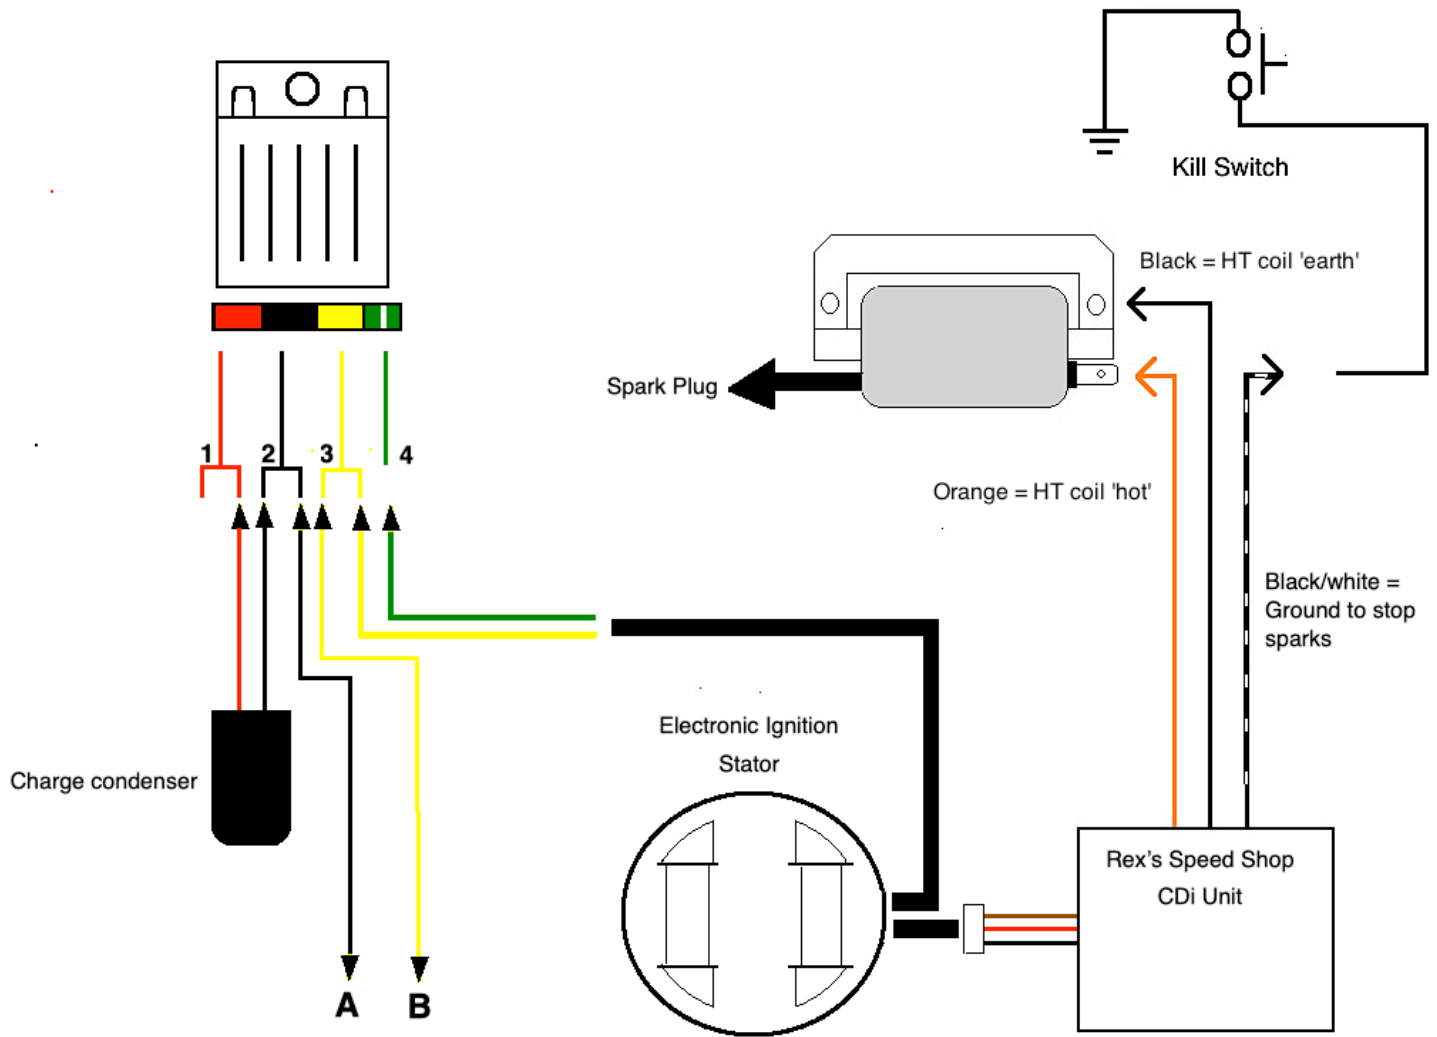 Kill Switch
Black = HT coil 'earth'
Spark Plug
1 2 3 4
Orange = HT coil 'hot'
Black/white =
Ground to stop
sparks
Electronic Ignition
Stator
Charge condenser
Rex's Speed Shop
CDi Unit
A B